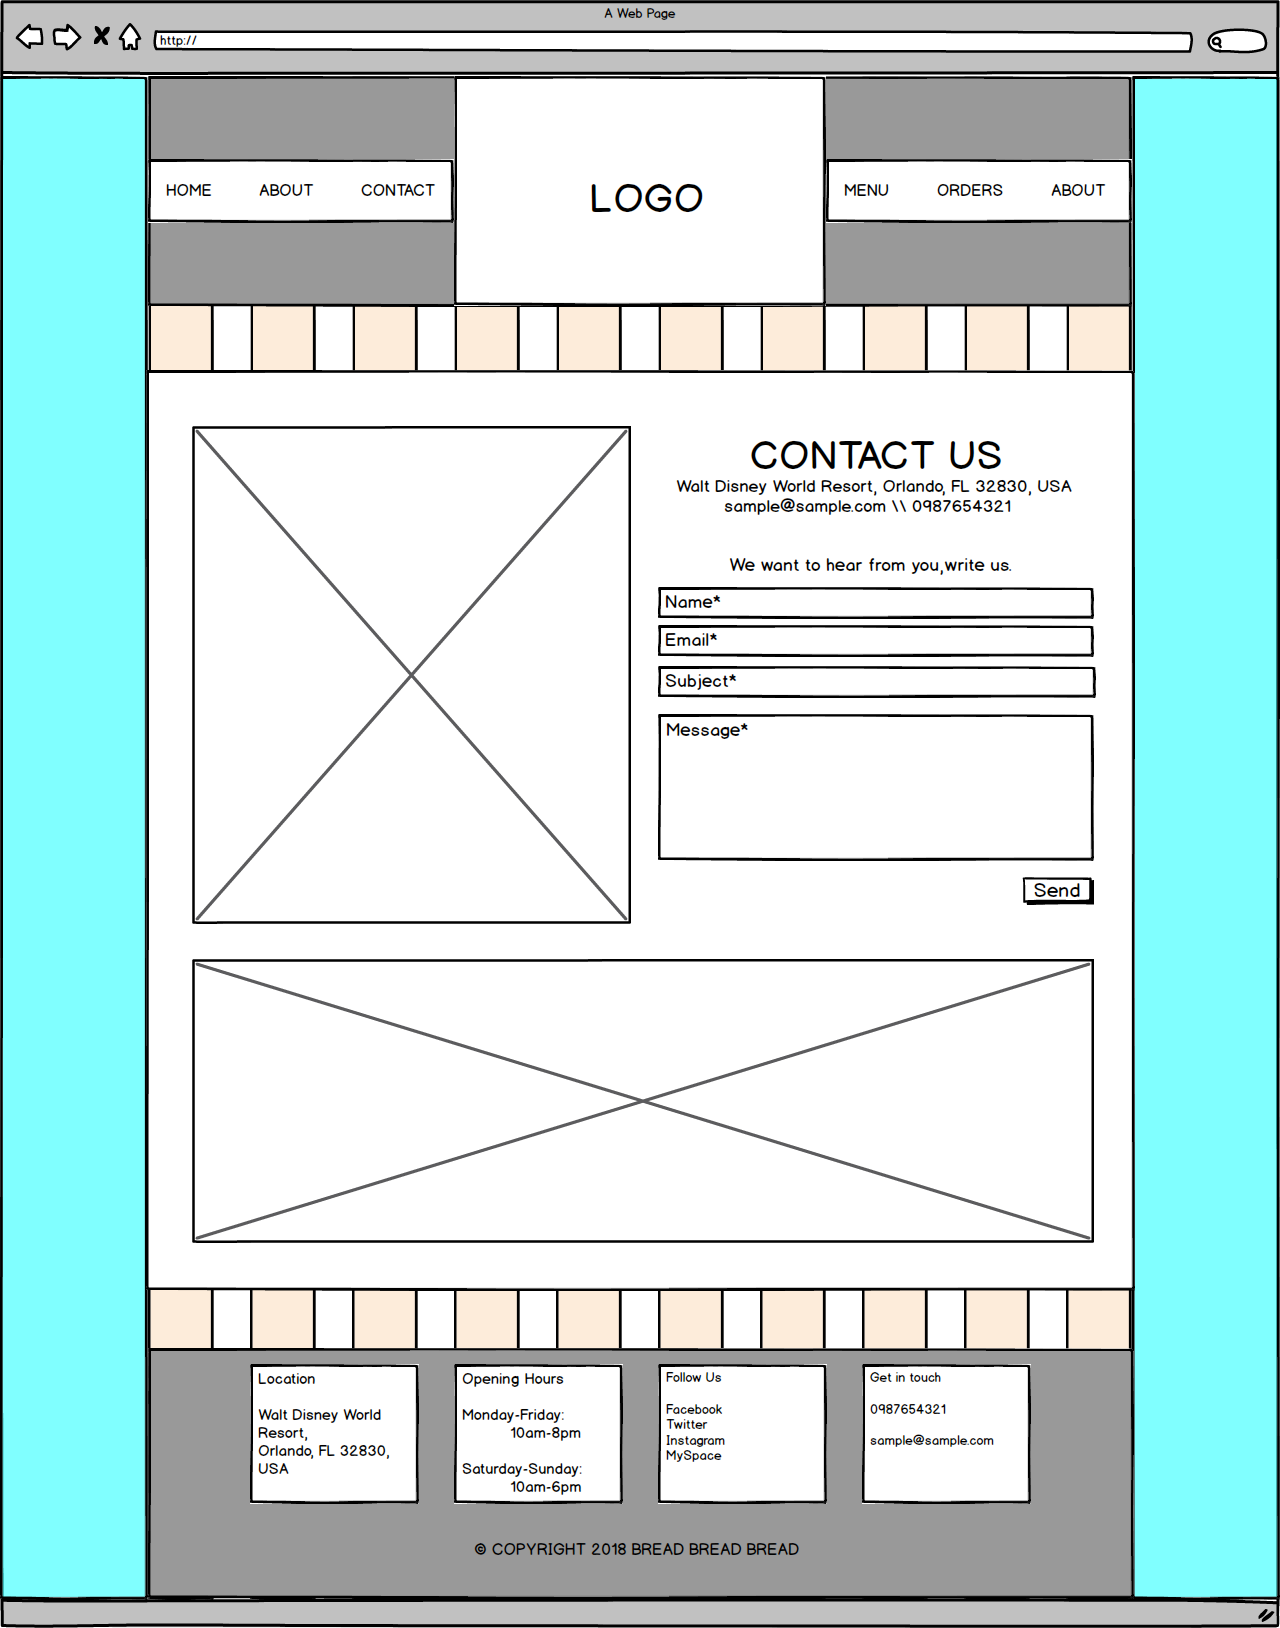 A Web Page
http://
HOME ABOUT CONTACT
LOGO
MENU ORDERS ABOUT
CONTACT US
Walt Disney World Resort, Orlando, FL 32830, USA
sample@sample.com \\ 0987654321
We want to hear from you,write us.
Name*
Email*
Subject*
Message*
Send
Location
Walt Disney World
Resort,
Orlando, FL 32830,
USA
Opening Hours
Monday-Friday:
10am-8pm
Saturday-Sunday:
10am-6pm
Follow Us
Facebook
Twitter
Instagram
MySpace
Get in touch
0987654321
sample@sample.com
© COPYRIGHT 2018 BREAD BREAD BREAD